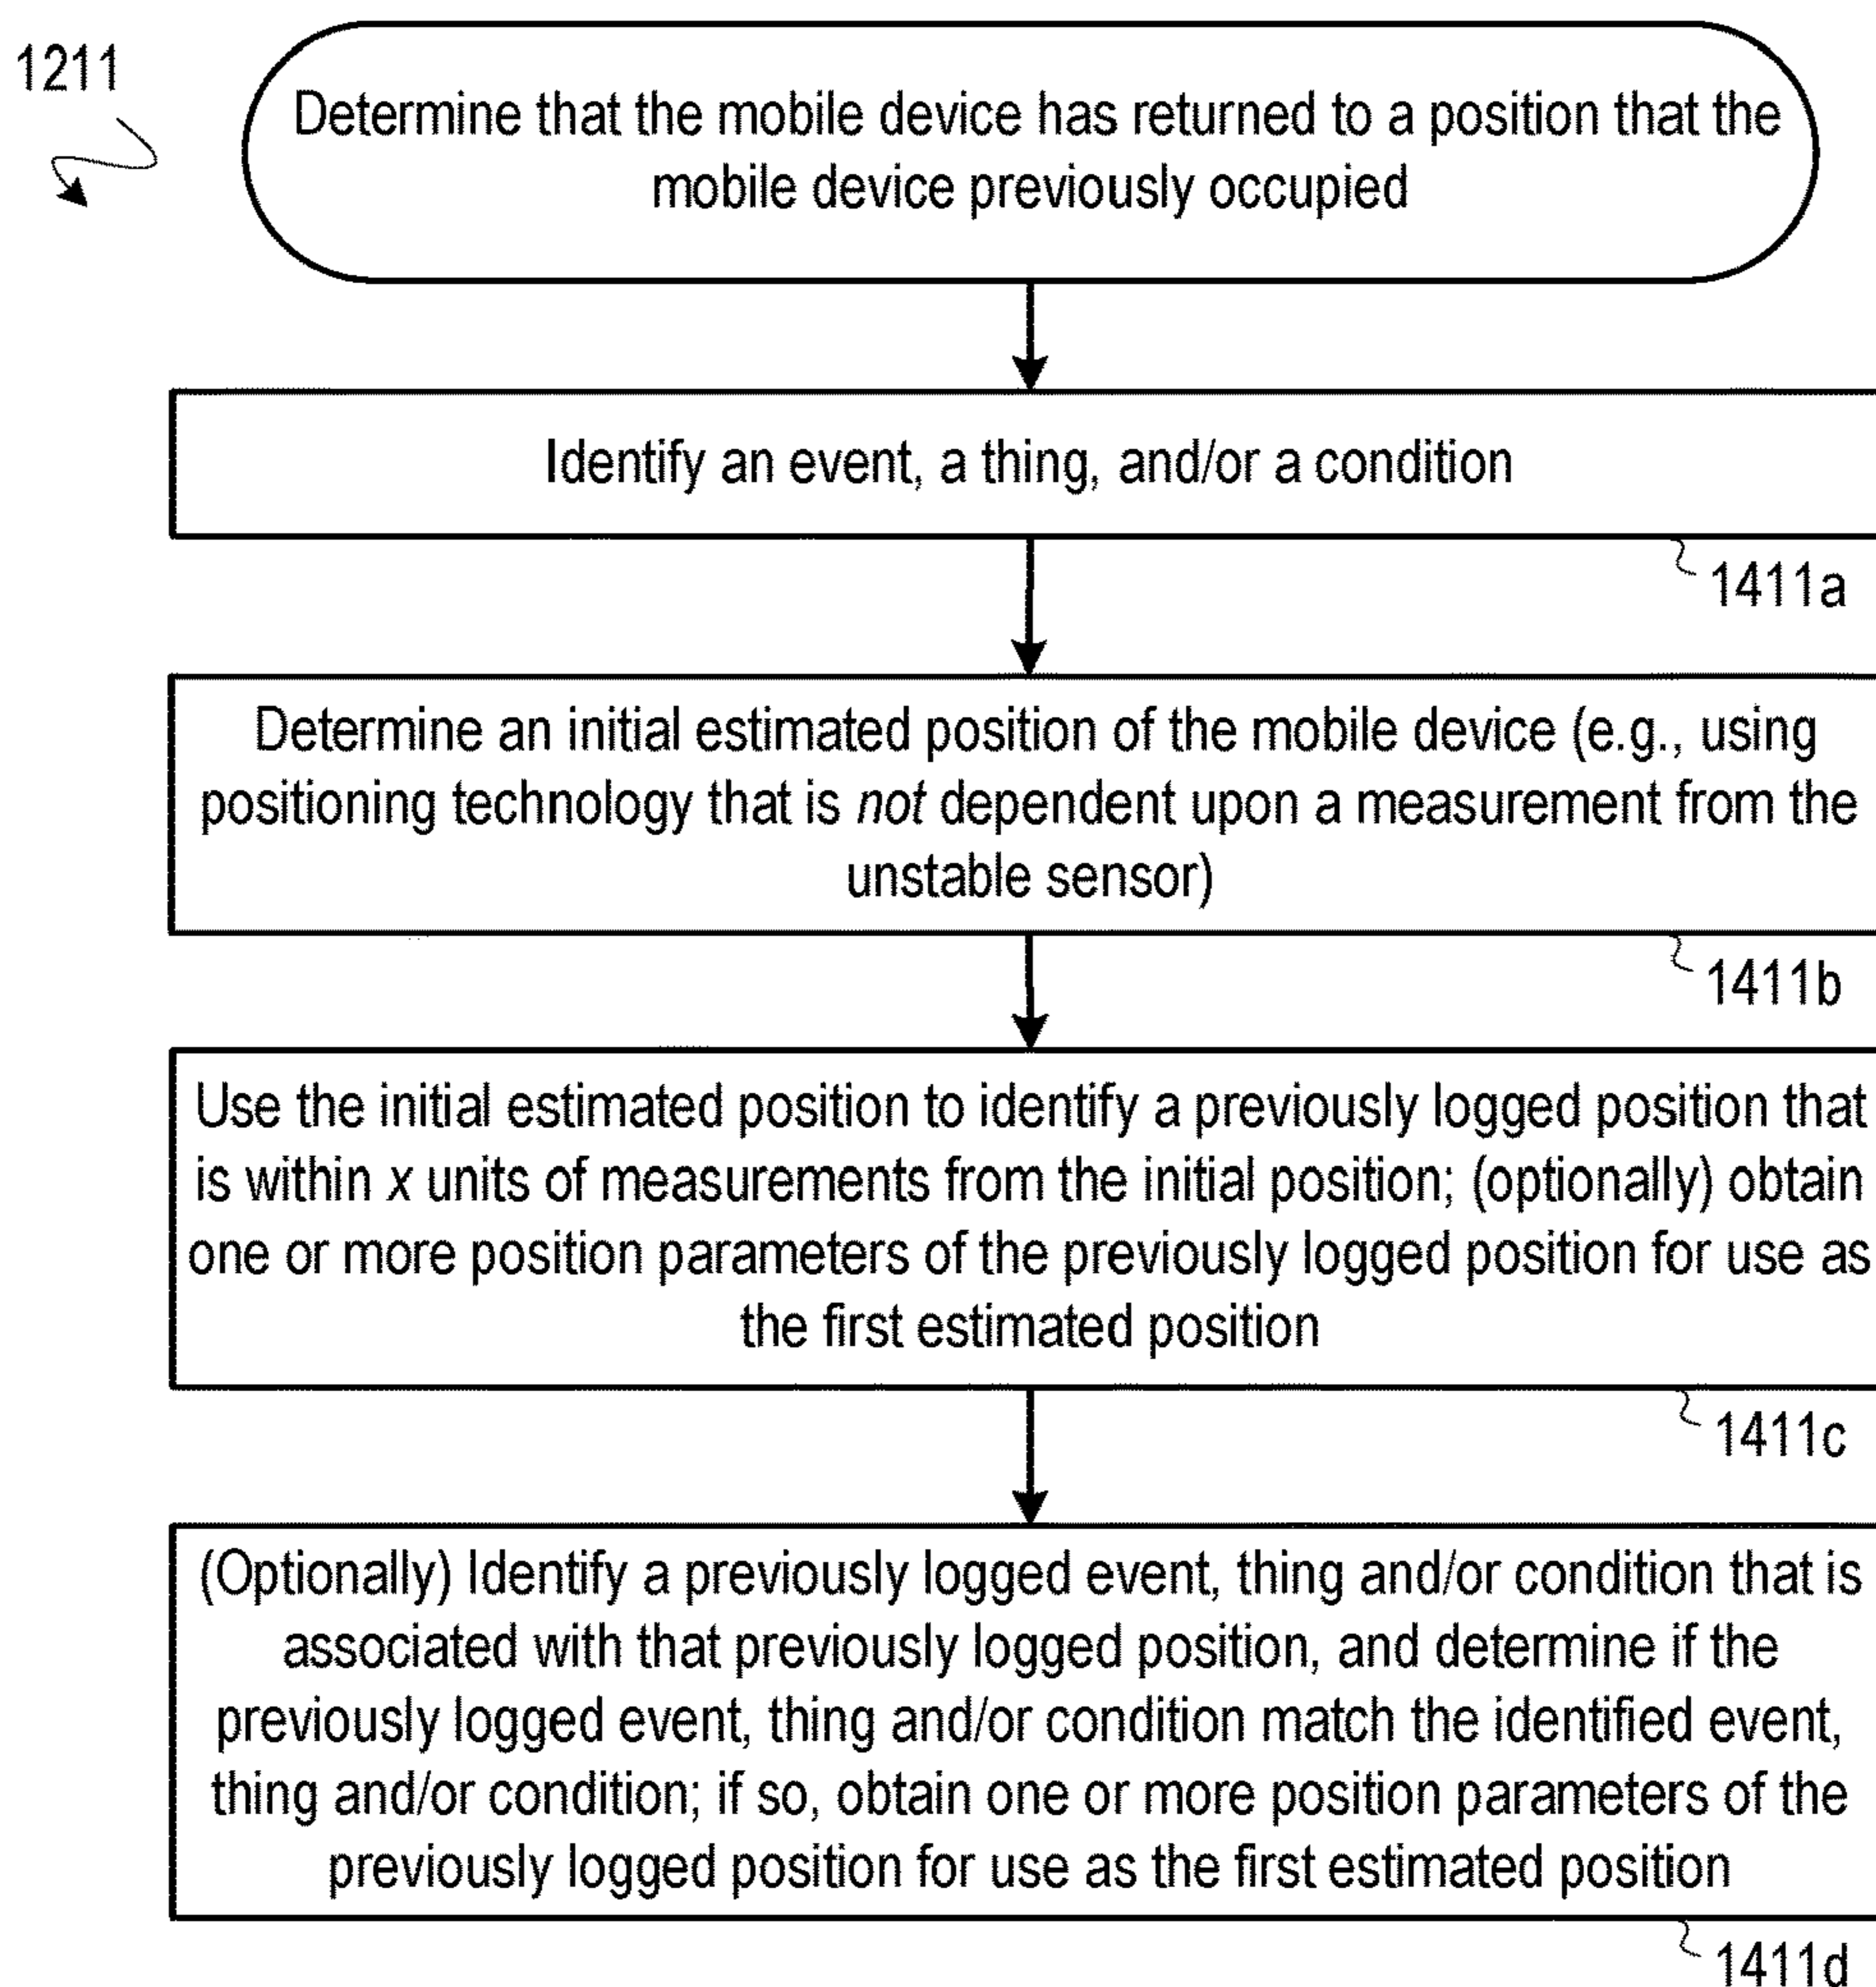 1211
Determine that the mobile device has returned to a position that the
mobile device previously occupied
Identify an event, a thing, and/or a condition
1411a
Determine an initial estimated position of the mobile device (e.g., using
positioning technology that is not dependent upon a measurement from the
unstable sensor)
1411b
Use the initial estimated position to identify a previously logged position that
is within x units of measurements from the initial position; (optionally) obtain
one or more position parameters of the previously logged position for use as
the first estimated position
1411c
(Optionally) Identify a previously logged event, thing and/or condition that is
associated with that previously logged position, and determine if the
previously logged event, thing and/or condition match the identified event,
thing and/or condition; if so, obtain one or more position parameters of the
previously logged position for use as the first estimated position
1411d